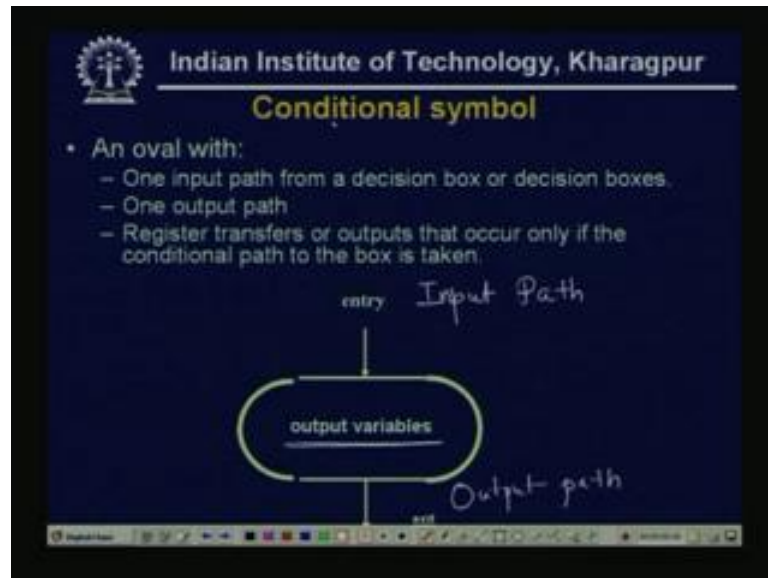 Indian Institute of Technology, Kharagpur
Conditional symbol
• An oval with:
– One input path from a decision box or decision boxes.
– One output path
– Register transfers or outputs that occur only if the
conditional path to the box is taken.
entry Input Path
output variables
Output path
exit